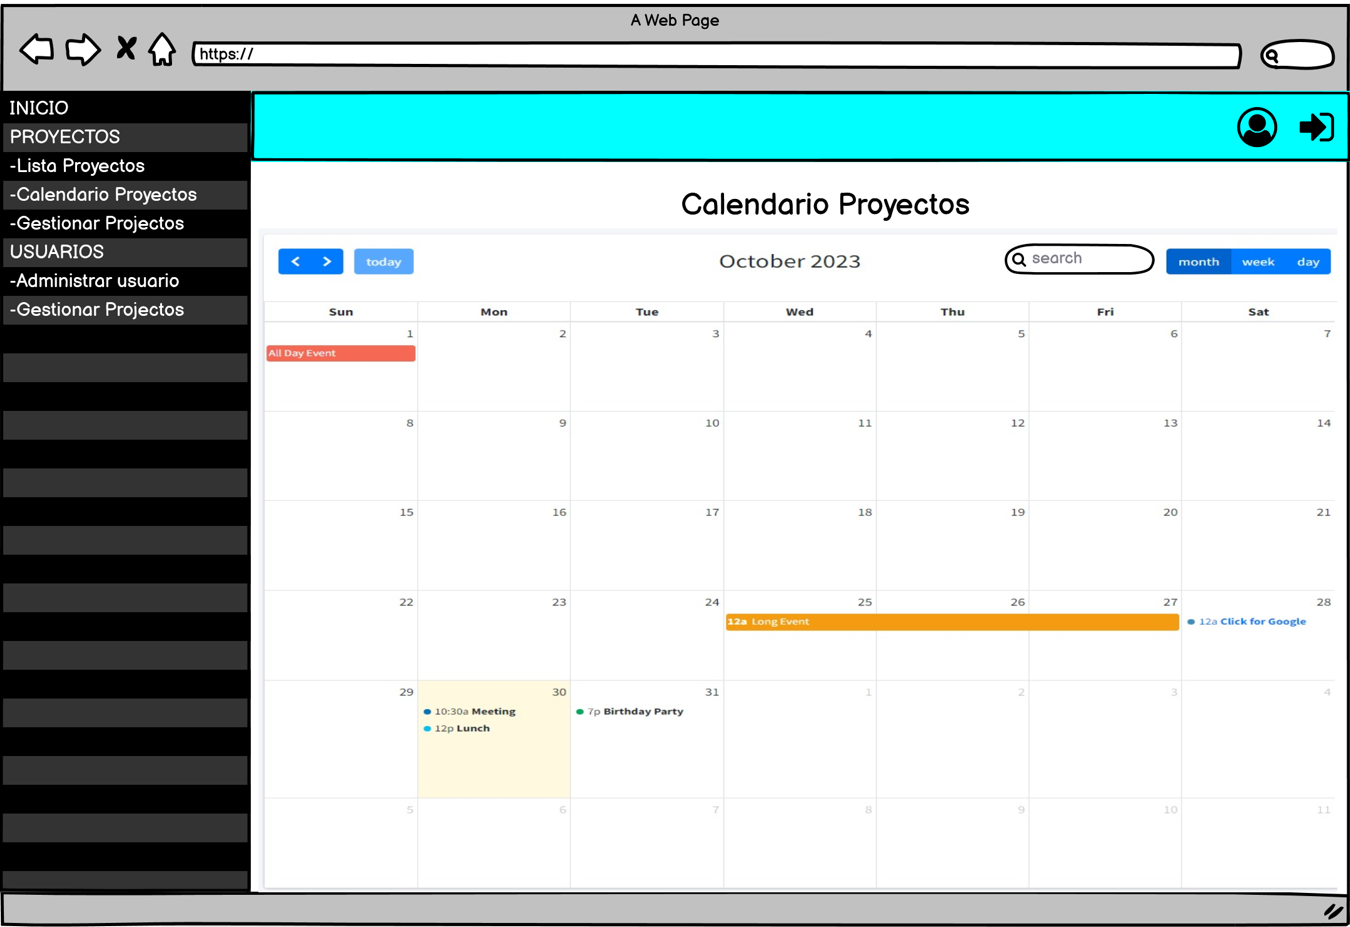 A Web Page
https://
INICIO
PROYECTOS
-Lista Proyectos
-Calendario Proyectos
-Gestionar Projectos
USUARIOS
-Administrar usuario
-Gestionar Projectos
Calendario Proyectos
today
October 2023
search
month week day
Sun Mon Tue Wed Thu Fri Sat
1 2 3 4 5 6 7
All Day Event
8 9 10 11 12 13 14
15 16 17 18 19 20 21
22 23 24 25 26 27 28
12a Long Event
12a Click for Google
29 30 31 1 2 3 4
10:30a Meeting
7p Birthday Party
12p Lunch
5 6 7 8 9 10 11